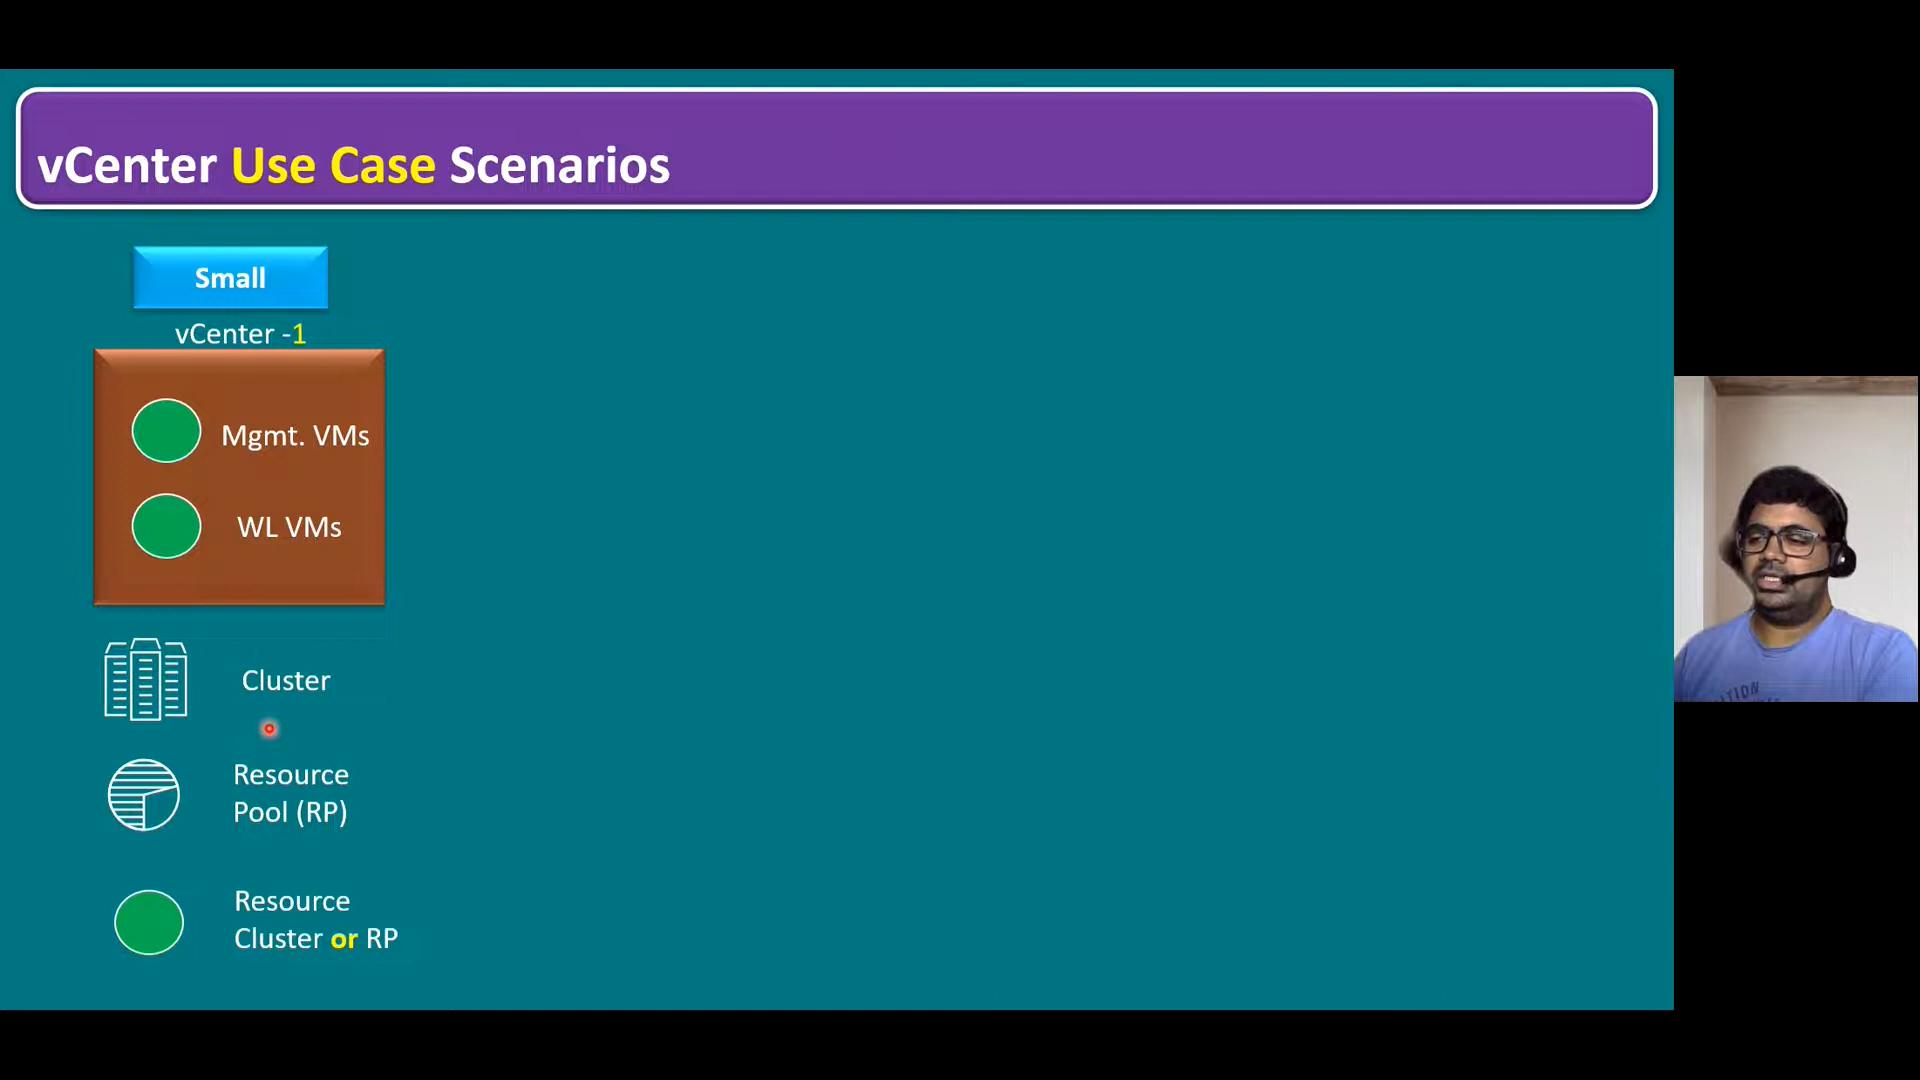 vCenter Use Case Scenarios
Small
vCenter -1
Mgmt. VMs
WL VMs
Cluster
Resource
Pool (RP)
Resource
Cluster or RP